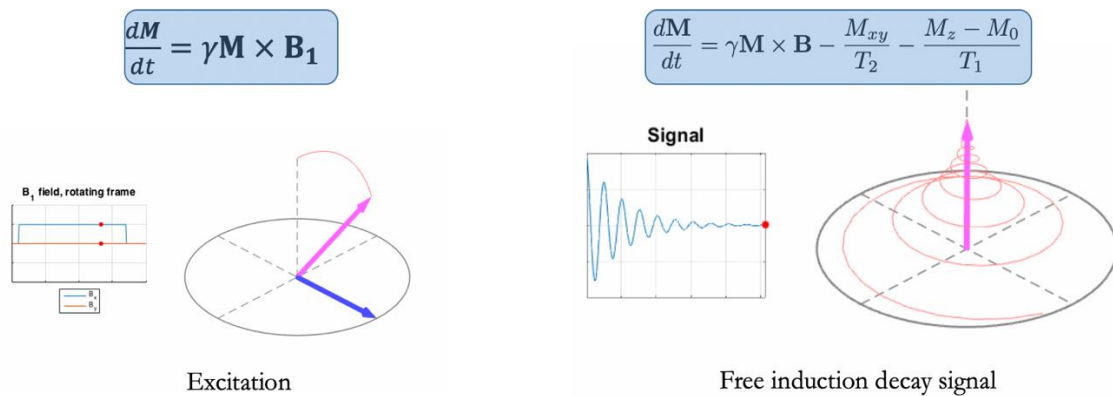 d𝑴/dt = γ𝐌 × 𝐁₁
d𝐌/dt = γ𝐌 × 𝐁 − M_xy/T₂ − (M_z − M₀)/T₁
B₁ field, rotating frame
Bₓ
B_y
Signal
Excitation
Free induction decay signal